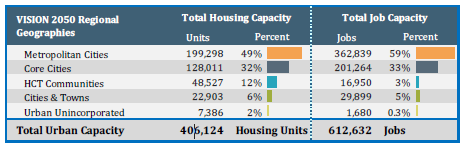 VISION 2050 Regional Geographies Total Housing Capacity Total Job Capacity
Units Percent Jobs Percent
Metropolitan Cities 199,298 49% 362,839 59%
Core Cities 128,011 32% 201,264 33%
HCT Communities 48,527 12% 16,950 3%
Cities & Towns 22,903 6% 29,899 5%
Urban Unincorporated 7,386 2% 1,680 0.3%
Total Urban Capacity 406,124 Housing Units 612,632 Jobs